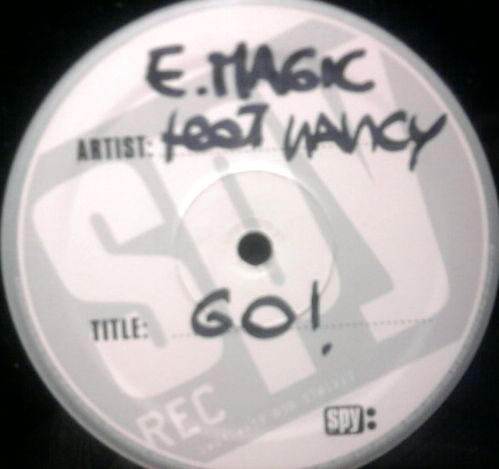 E. MAGIC
ARTIST: feat NANCY
SPY
TITLE: GO!
REC
spy: